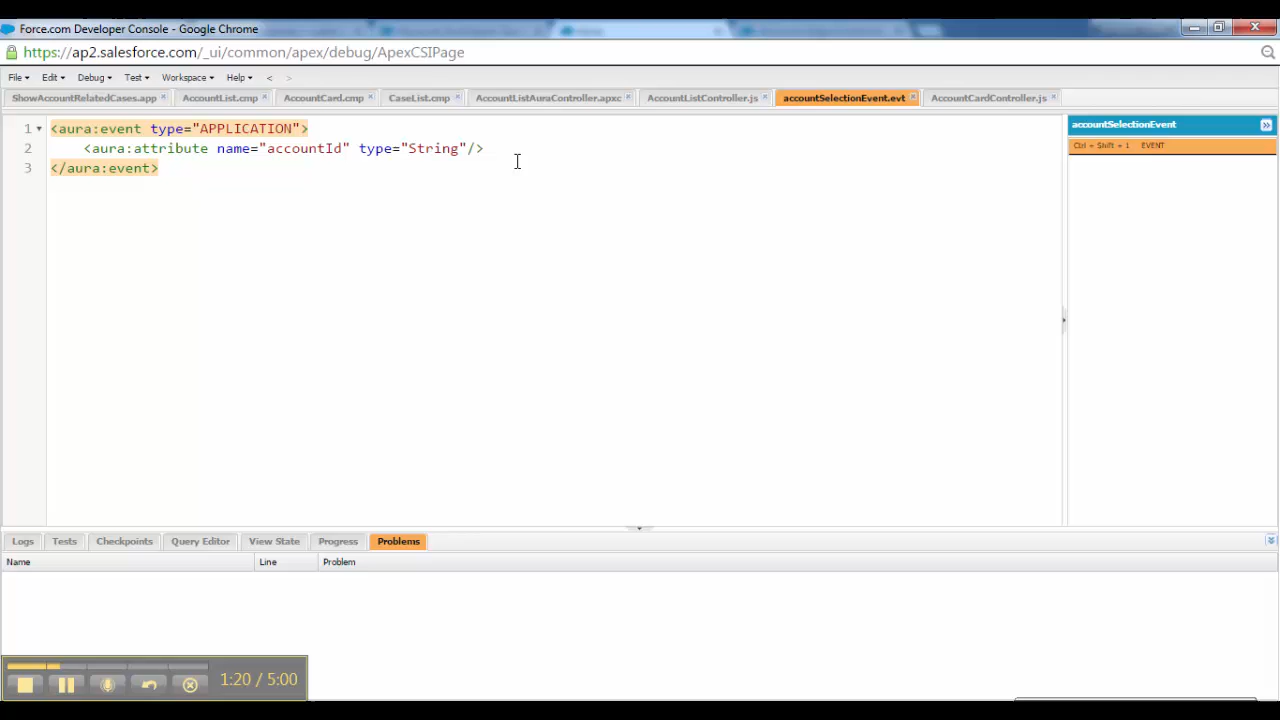 Force.com Developer Console - Google Chrome
https://ap2.salesforce.com/_ui/common/apex/debug/ApexCSIPage
File Edit Debug Test Workspace Help < >
ShowAccountRelatedCases.app AccountList.cmp AccountCard.cmp CaseList.cmp AccountListAuraController.apxc AccountListController.js accountSelectionEvent.evt AccountCardController.js
1 <aura:event type="APPLICATION">
2 <aura:attribute name="accountId" type="String"/>
3 </aura:event>
accountSelectionEvent
Ctrl + Shift + 1 EVENT
Logs Tests Checkpoints Query Editor View State Progress Problems
Name Line Problem
1:20 / 5:00